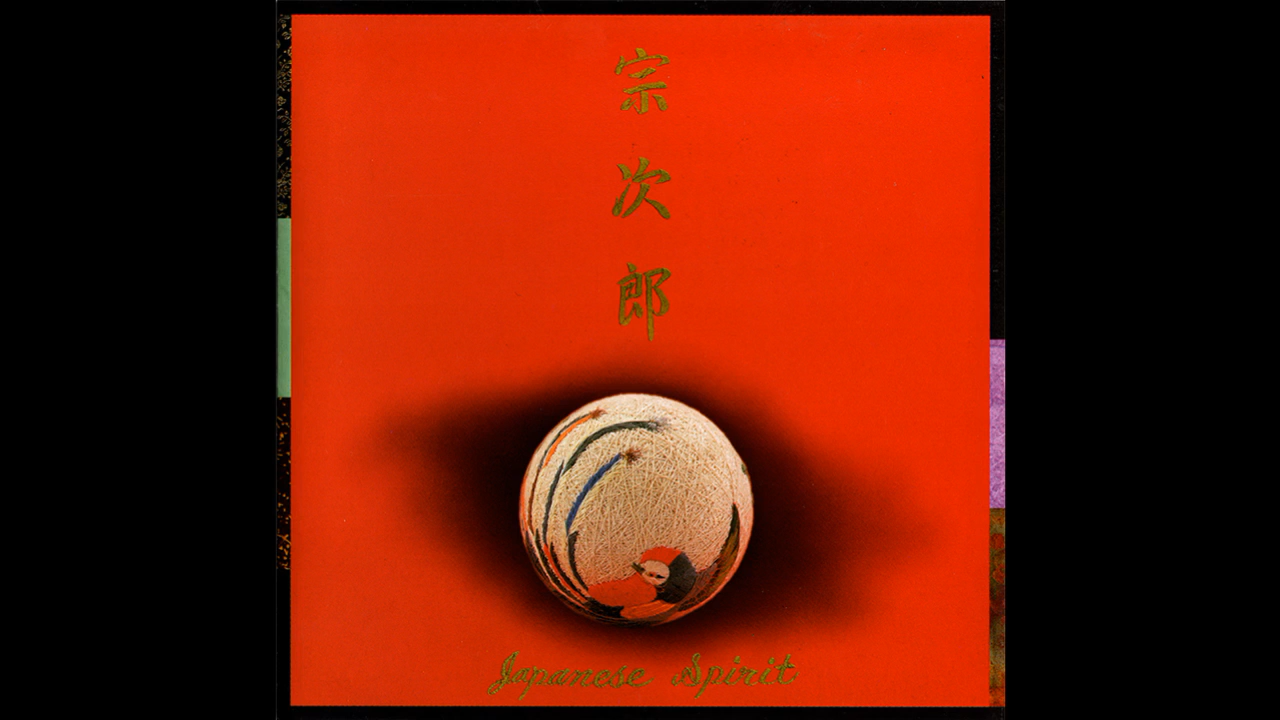 宗次郎
Japanese Spirit